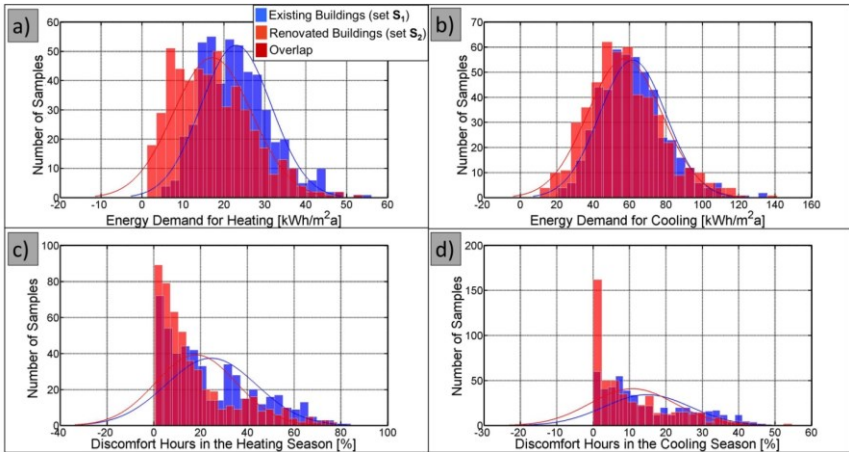 a)
Number of Samples
60
50
40
30
20
10
0
-20 -10 0 10 20 30 40 50 60
Energy Demand for Heating [kWh/m²a]
Existing Buildings (set S₁)
Renovated Buildings (set S₂)
Overlap
b)
Number of Samples
70
60
50
40
30
20
10
0
-20 0 20 40 60 80 100 120 140 160
Energy Demand for Cooling [kWh/m²a]
c)
Number of Samples
100
80
60
40
20
0
-40 -20 0 20 40 60 80 100
Discomfort Hours in the Heating Season [%]
d)
Number of Samples
200
150
100
50
0
-30 -20 -10 0 10 20 30 40 50 60
Discomfort Hours in the Cooling Season [%]